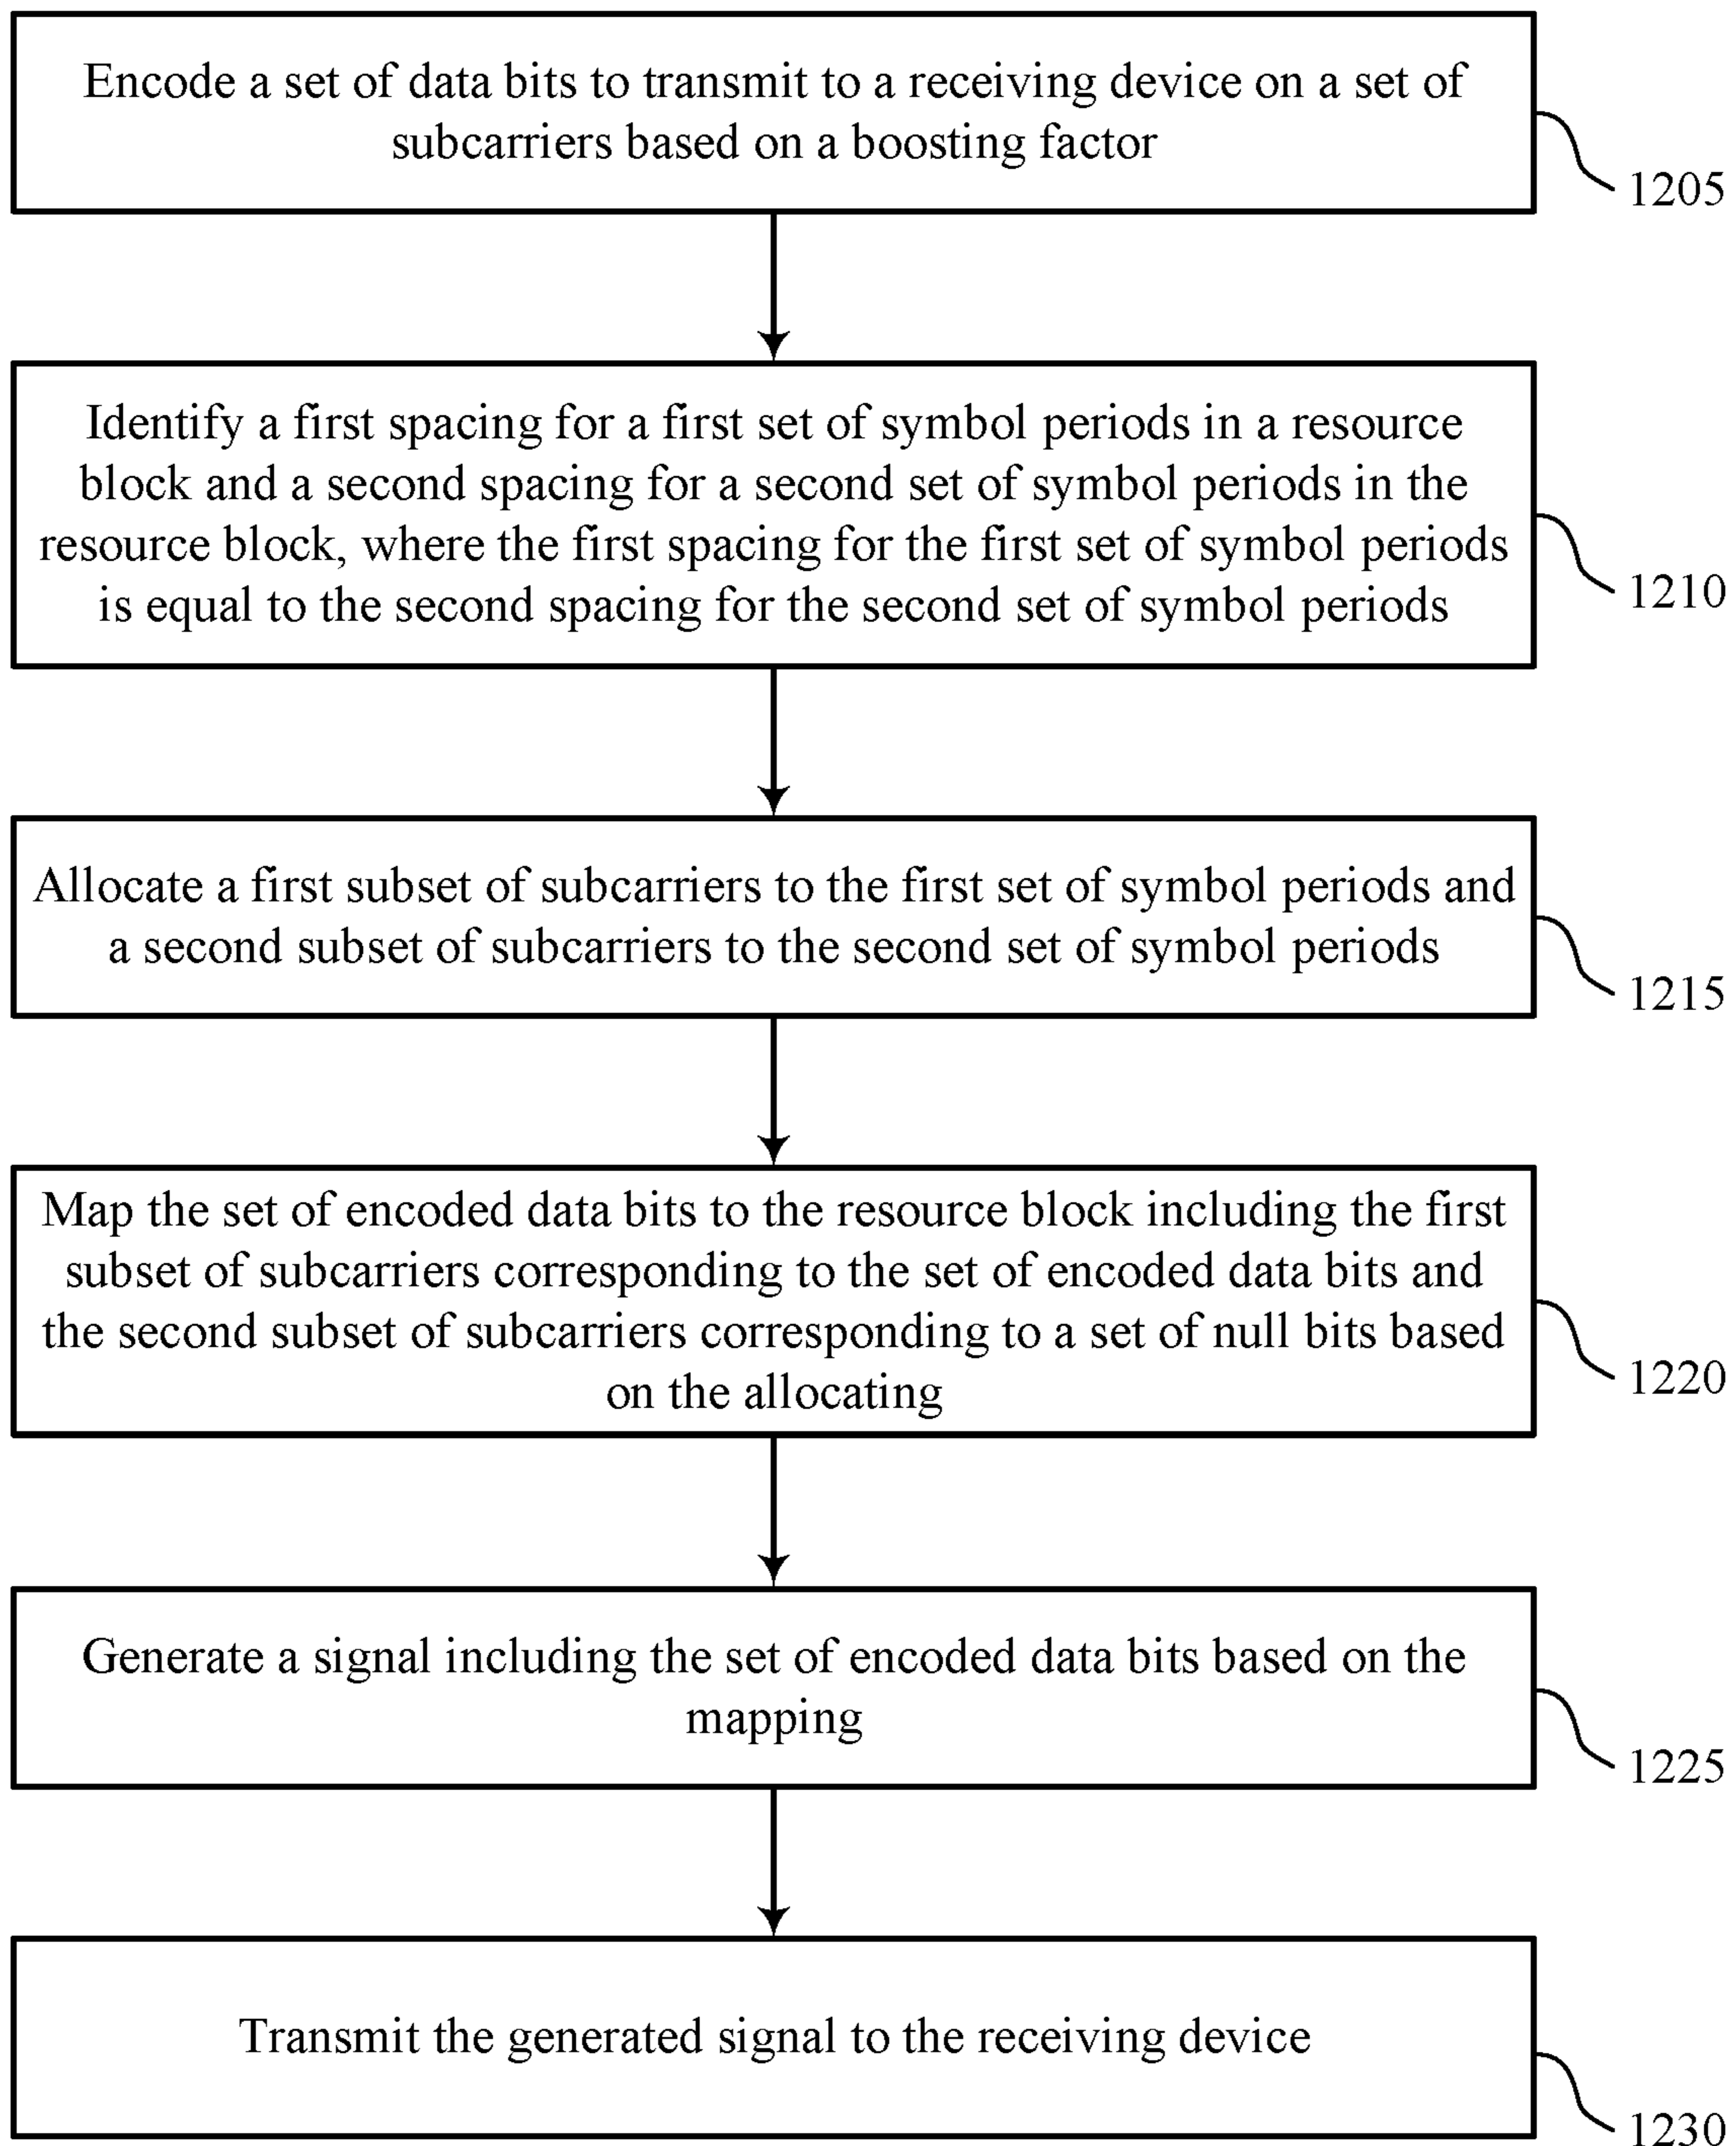 Encode a set of data bits to transmit to a receiving device on a set of
subcarriers based on a boosting factor
1205
Identify a first spacing for a first set of symbol periods in a resource
block and a second spacing for a second set of symbol periods in the
resource block, where the first spacing for the first set of symbol periods
is equal to the second spacing for the second set of symbol periods
1210
Allocate a first subset of subcarriers to the first set of symbol periods and
a second subset of subcarriers to the second set of symbol periods
1215
Map the set of encoded data bits to the resource block including the first
subset of subcarriers corresponding to the set of encoded data bits and
the second subset of subcarriers corresponding to a set of null bits based
on the allocating
1220
Generate a signal including the set of encoded data bits based on the
mapping
1225
Transmit the generated signal to the receiving device
1230